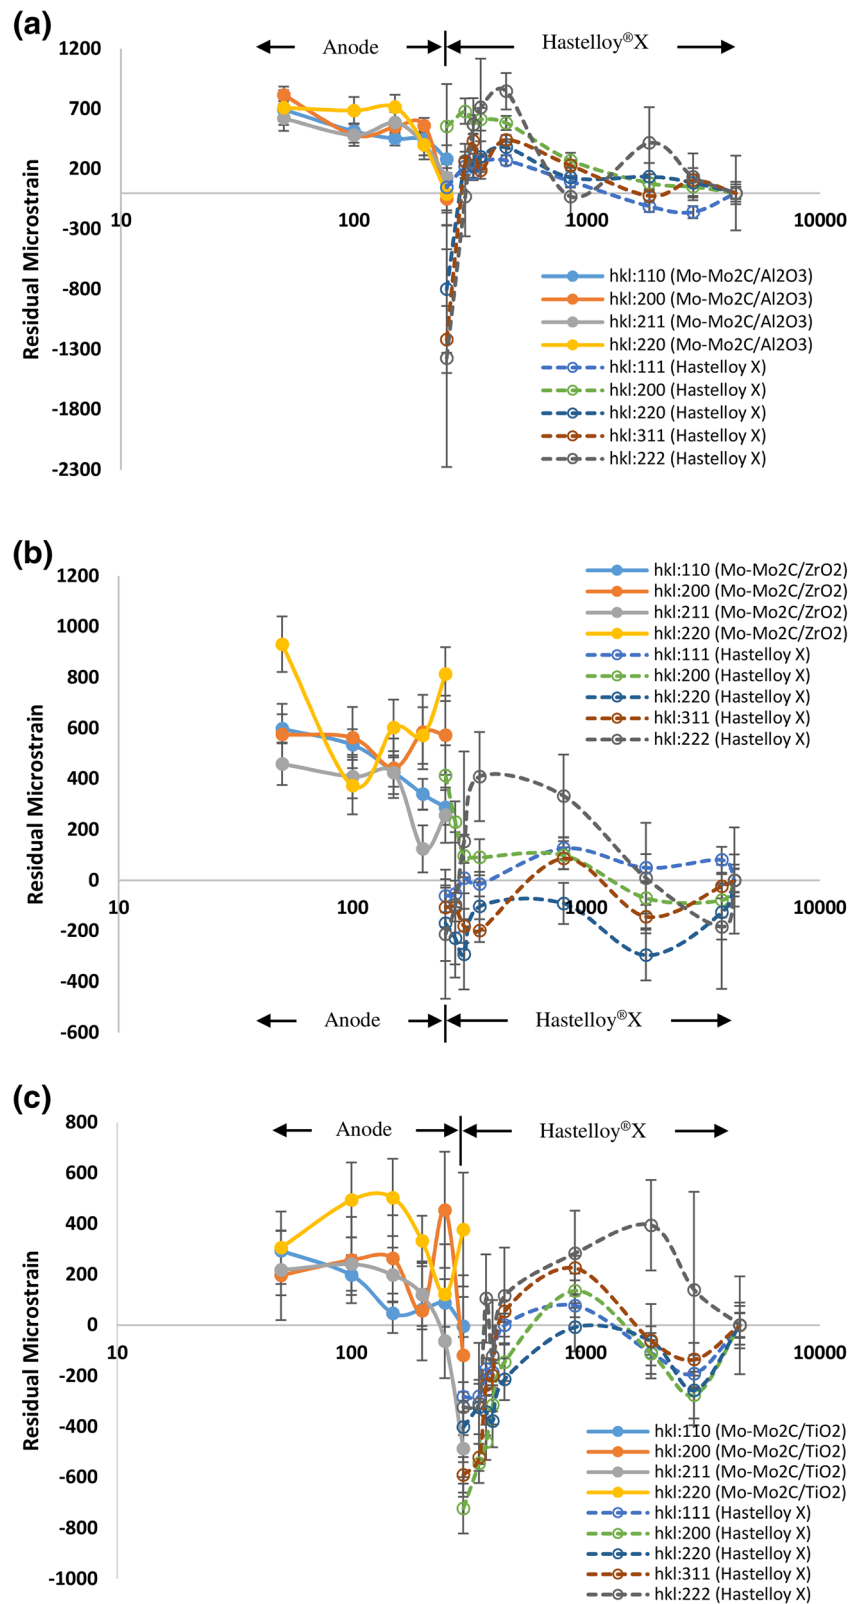 (a)
Anode
Hastelloy®X
1200
700
200
-300
-800
-1300
-1800
-2300
10
100
1000
10000
Residual Microstrain
hkl:110 (Mo-Mo2C/Al2O3)
hkl:200 (Mo-Mo2C/Al2O3)
hkl:211 (Mo-Mo2C/Al2O3)
hkl:220 (Mo-Mo2C/Al2O3)
hkl:111 (Hastelloy X)
hkl:200 (Hastelloy X)
hkl:220 (Hastelloy X)
hkl:311 (Hastelloy X)
hkl:222 (Hastelloy X)
(b)
1200
1000
800
600
400
200
0
-200
-400
-600
10
100
1000
10000
Residual Microstrain
hkl:110 (Mo-Mo2C/ZrO2)
hkl:200 (Mo-Mo2C/ZrO2)
hkl:211 (Mo-Mo2C/ZrO2)
hkl:220 (Mo-Mo2C/ZrO2)
hkl:111 (Hastelloy X)
hkl:200 (Hastelloy X)
hkl:220 (Hastelloy X)
hkl:311 (Hastelloy X)
hkl:222 (Hastelloy X)
Anode
Hastelloy®X
(c)
Anode
Hastelloy®X
800
600
400
200
0
-200
-400
-600
-800
-1000
10
100
1000
10000
Residual Microstrain
hkl:110 (Mo-Mo2C/TiO2)
hkl:200 (Mo-Mo2C/TiO2)
hkl:211 (Mo-Mo2C/TiO2)
hkl:220 (Mo-Mo2C/TiO2)
hkl:111 (Hastelloy X)
hkl:200 (Hastelloy X)
hkl:220 (Hastelloy X)
hkl:311 (Hastelloy X)
hkl:222 (Hastelloy X)